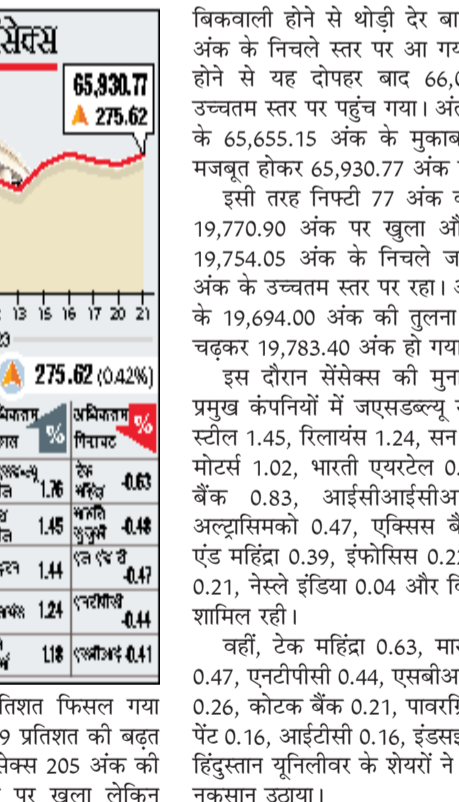 सेक्स
65,930.77
275.62
13 15 16 17 20 21
275.62 (0.42%)
%
अधिकतम
गिरावट
%
1.76
टेक
महिंद्रा -0.63
1.45
मारुति
सुजुकी -0.48
1.44
एल एंड टी
-0.47
1.24
एनटीपीसी
-0.44
1.18
एसबीआई -0.41
तिशत फिसल गया
9 प्रतिशत की बढ़त
सेक्स 205 अंक की
पर खुला लेकिन
बिकवाली होने से थोड़ी देर बा
अंक के निचले स्तर पर आ गय
होने से यह दोपहर बाद 66,0
उच्चतम स्तर पर पहुंच गया। अंत
के 65,655.15 अंक के मुकाब
मजबूत होकर 65,930.77 अंक
इसी तरह निफ्टी 77 अंक व
19,770.90 अंक पर खुला औ
19,754.05 अंक के निचले ज
अंक के उच्चतम स्तर पर रहा।
के 19,694.00 अंक की तुलना
चढ़कर 19,783.40 अंक हो गया
इस दौरान सेंसेक्स की मुना
प्रमुख कंपनियों में जएसडब्ल्यू
स्टील 1.45, रिलायंस 1.24, सन
मोटर्स 1.02, भारती एयरटेल 0.
बैंक 0.83, आईसीआईसीआ
अल्ट्रासिमको 0.47, एक्सिस बै
एंड महिंद्रा 0.39, इंफोसिस 0.22
0.21, नेस्ले इंडिया 0.04 और वि
शामिल रही।
वहीं, टेक महिंद्रा 0.63, मार
0.47, एनटीपीसी 0.44, एसबीआ
0.26, कोटक बैंक 0.21, पावरग्रि
पेंट 0.16, आईटीसी 0.16, इंडसइ
हिंदुस्तान यूनिलीवर के शेयरों ने
नुकसान उठाया।